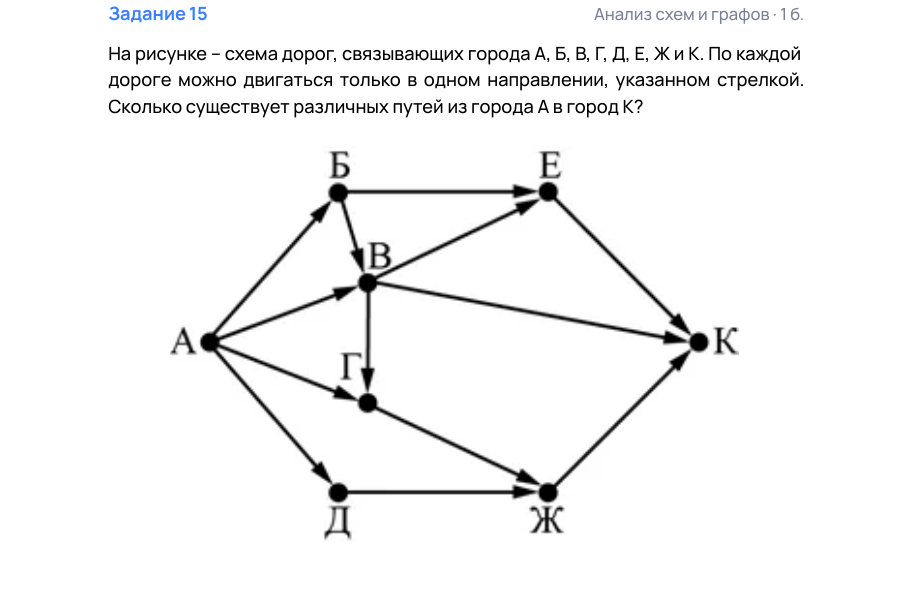 Задание 15
Анализ схем и графов · 1 б.
На рисунке – схема дорог, связывающих города А, Б, В, Г, Д, Е, Ж и К. По каждой
дороге можно двигаться только в одном направлении, указанном стрелкой.
Сколько существует различных путей из города А в город К?
Б
Е
В
А
К
Г
Д
Ж